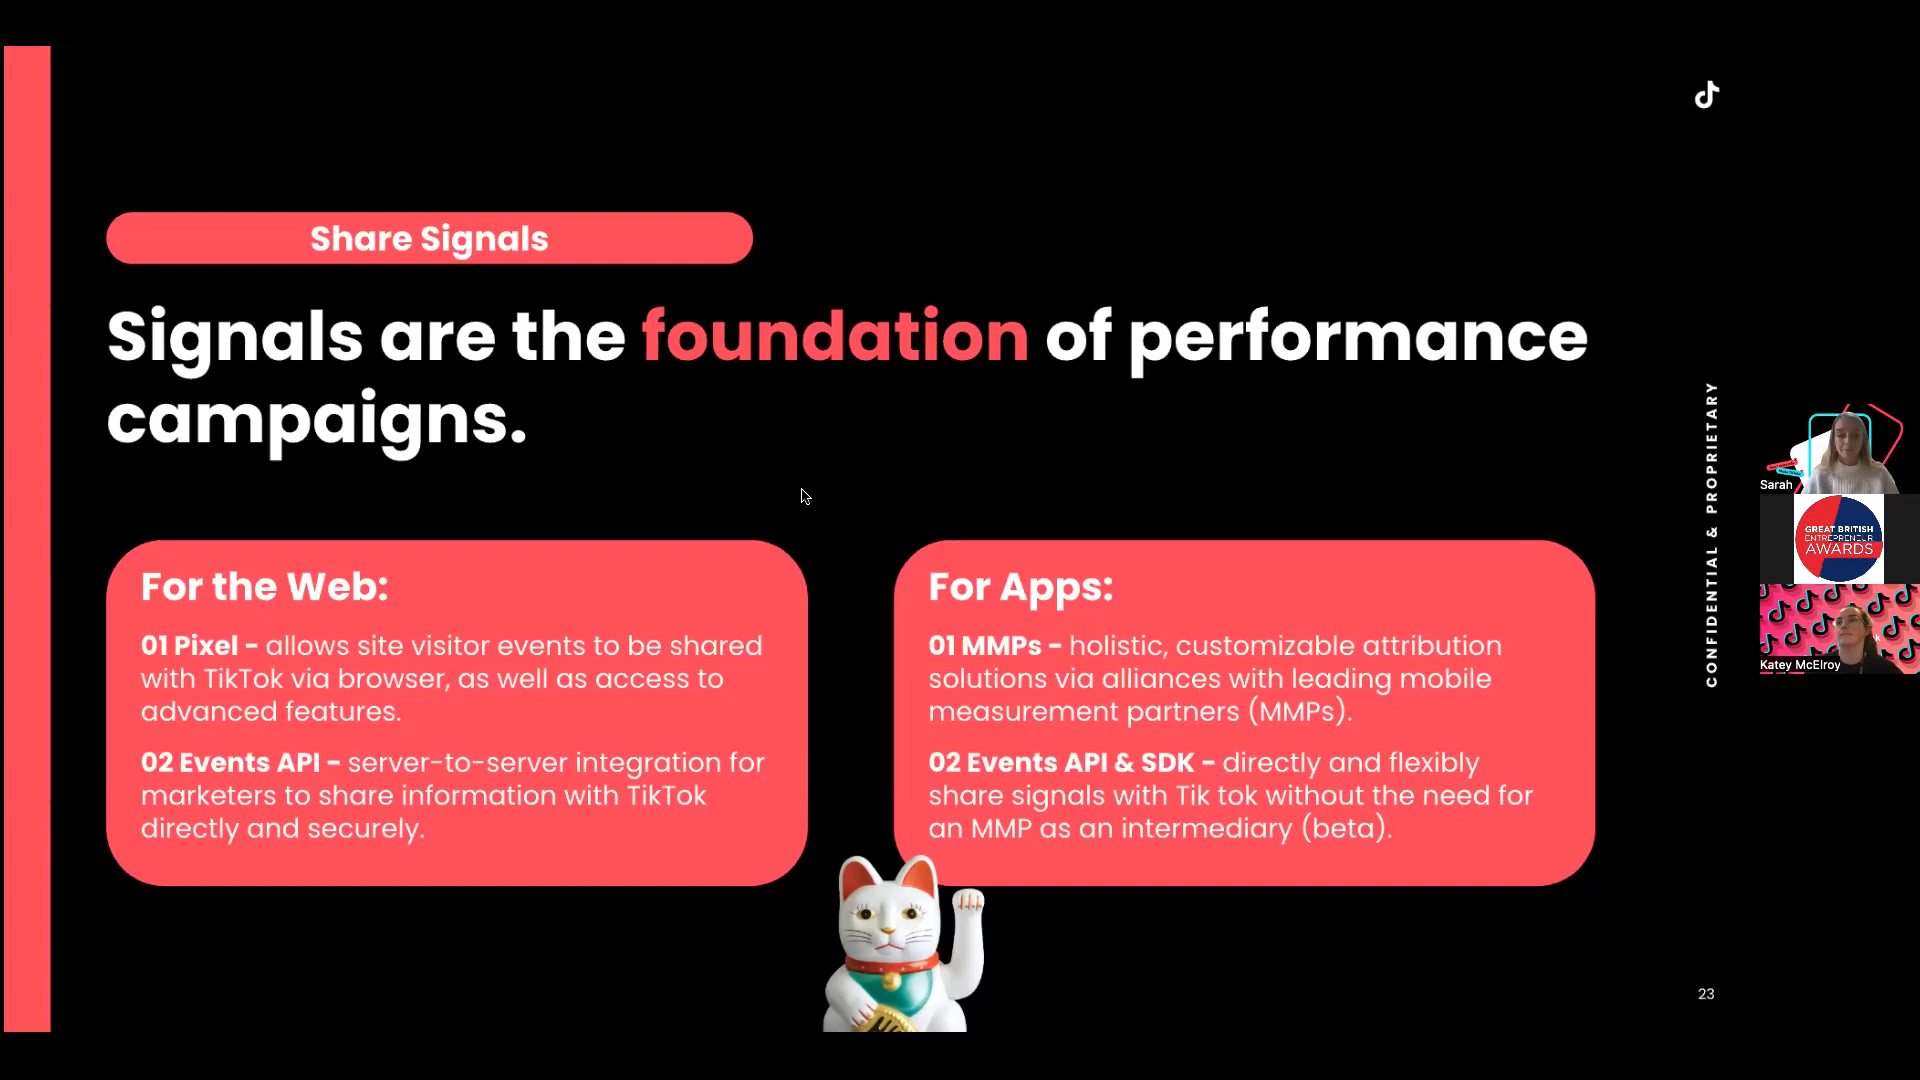 Share Signals
Signals are the foundation of performance
campaigns.
For the Web:
01 Pixel - allows site visitor events to be shared
with TikTok via browser, as well as access to
advanced features.
02 Events API - server-to-server integration for
marketers to share information with TikTok
directly and securely.
For Apps:
01 MMPs - holistic, customizable attribution
solutions via alliances with leading mobile
measurement partners (MMPs).
02 Events API & SDK - directly and flexibly
share signals with Tik tok without the need for
an MMP as an intermediary (beta).
CONFIDENTIAL & PROPRIETARY
23
Sarah
GREAT BRITISH
ENTREPRENEUR
AWARDS
Katey McElroy